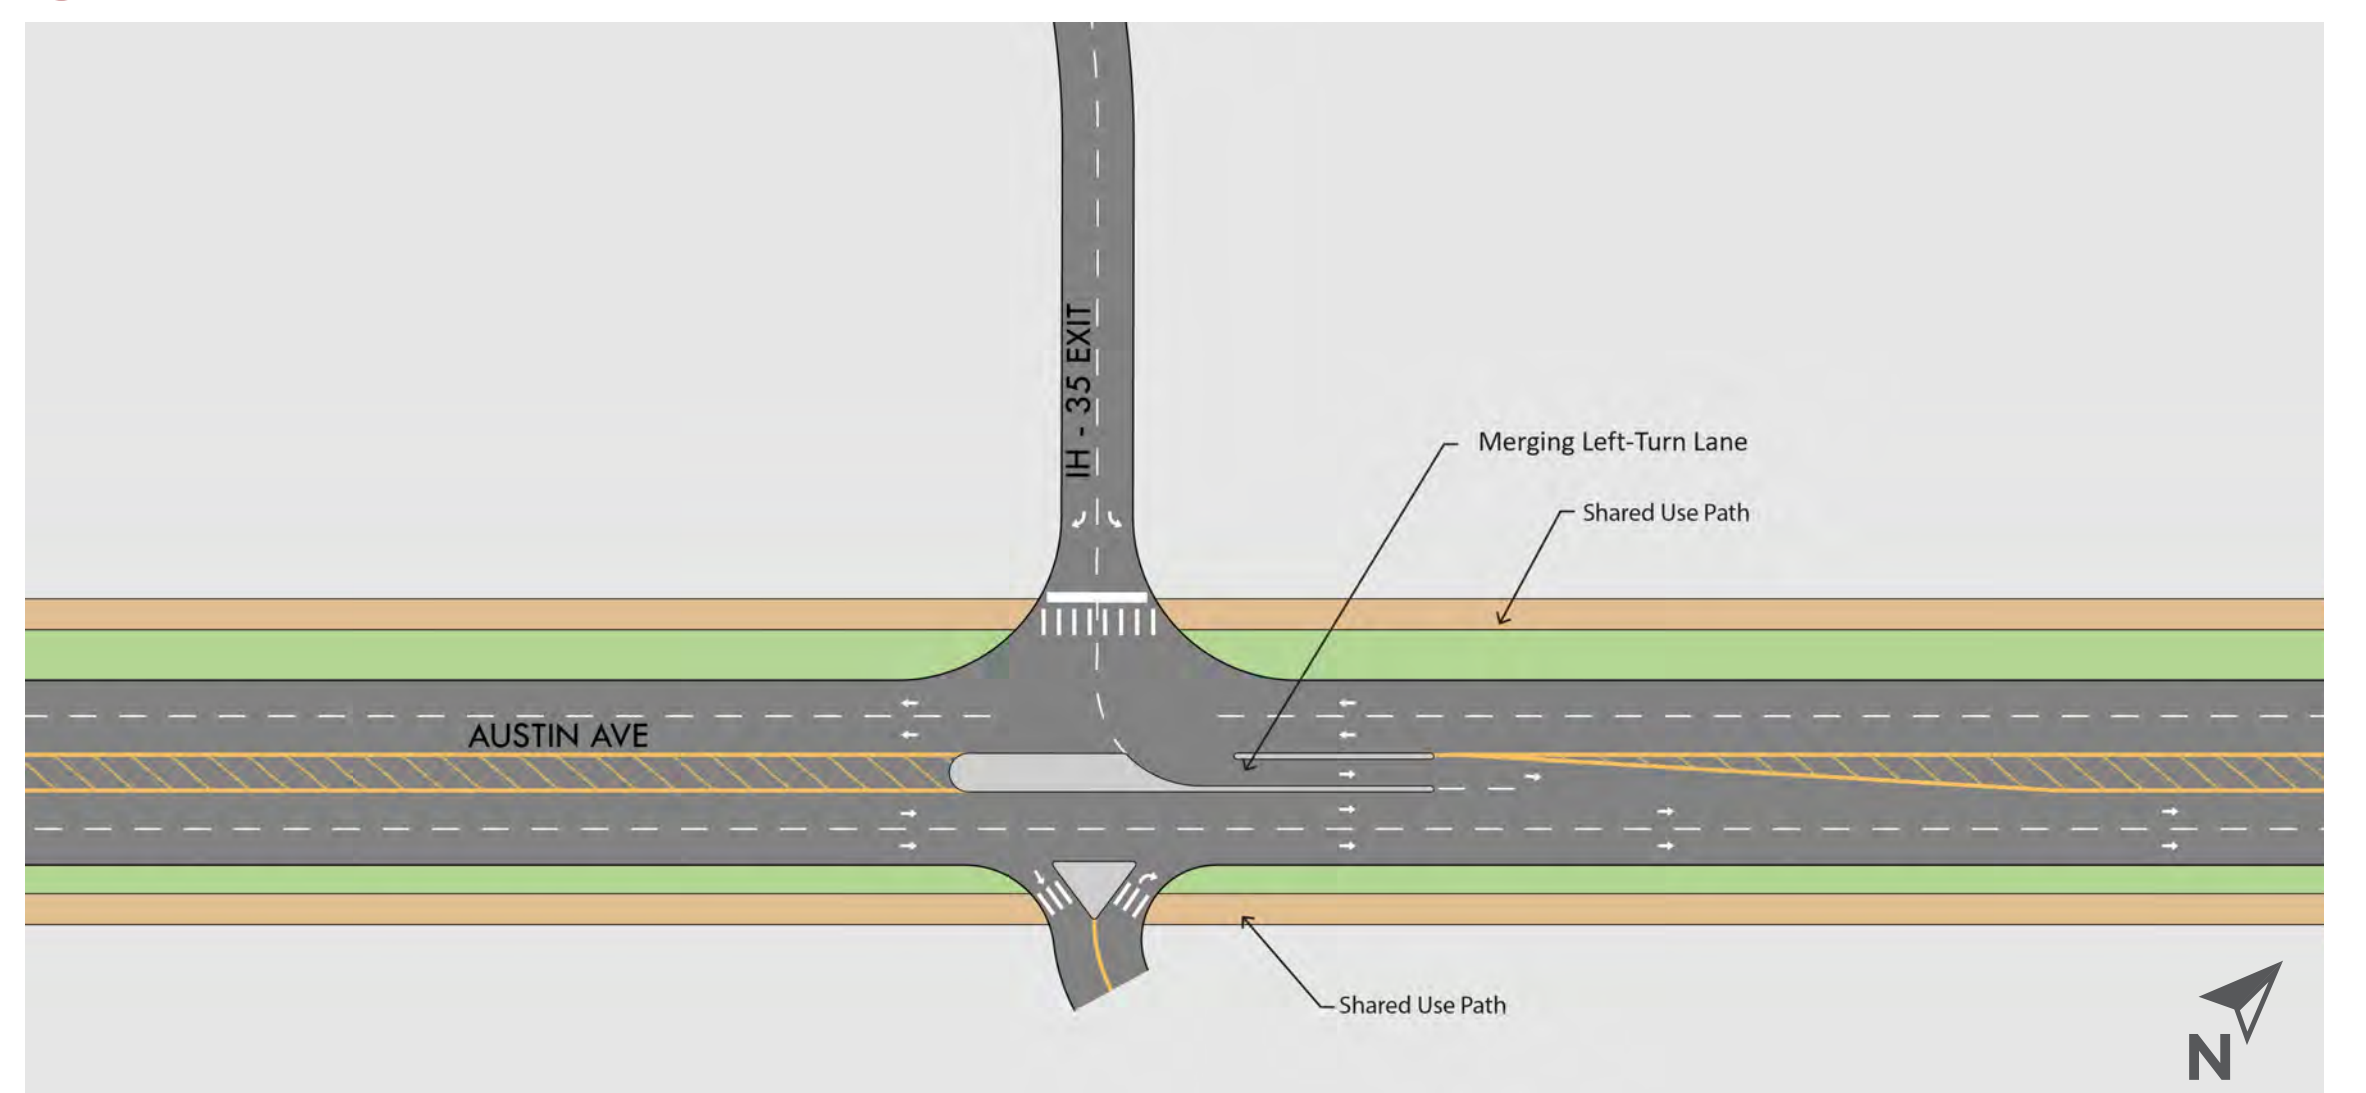 IH - 35 EXIT
Merging Left-Turn Lane
Shared Use Path
AUSTIN AVE
Shared Use Path
N